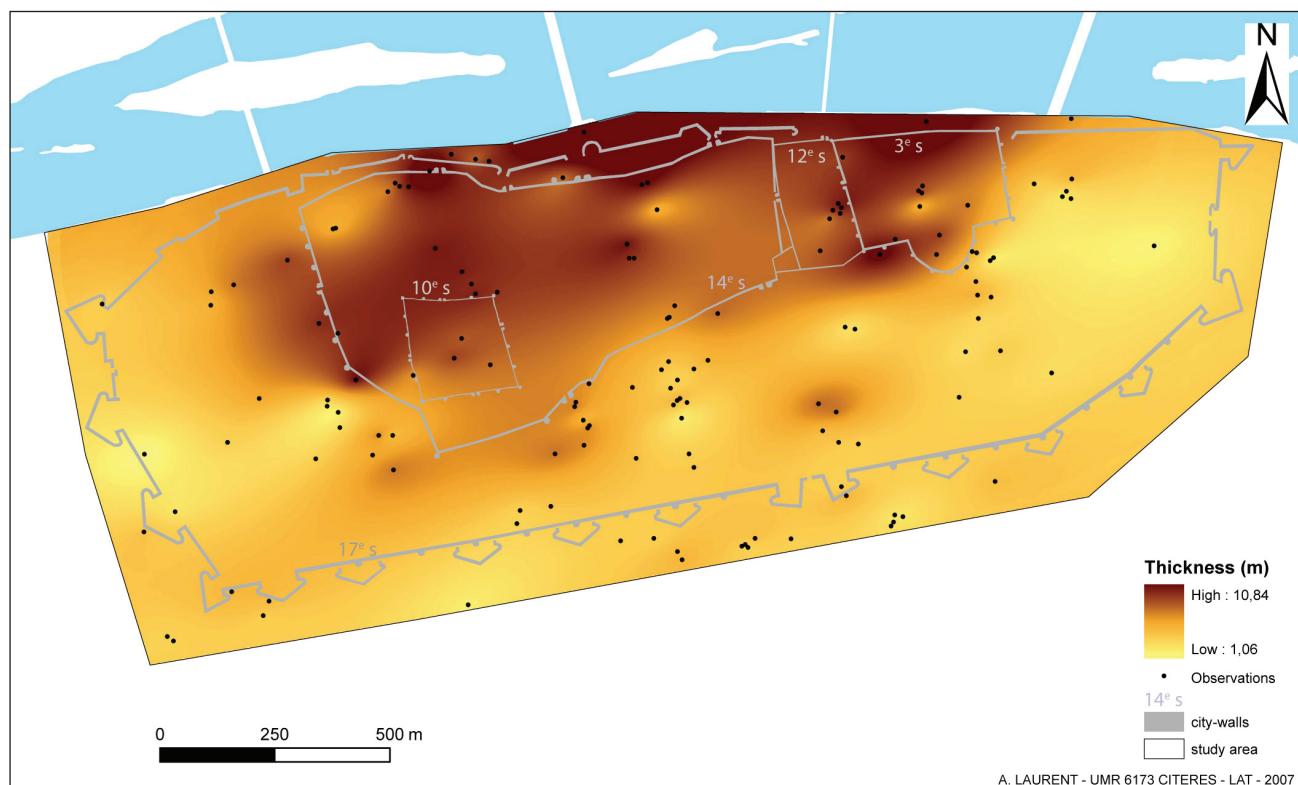 N
12e s
3e s
10e s
14e s
17e s
Thickness (m)
High : 10,84
Low : 1,06
Observations
14e s
city-walls
study area
0 250 500 m
A. LAURENT - UMR 6173 CITERES - LAT - 2007